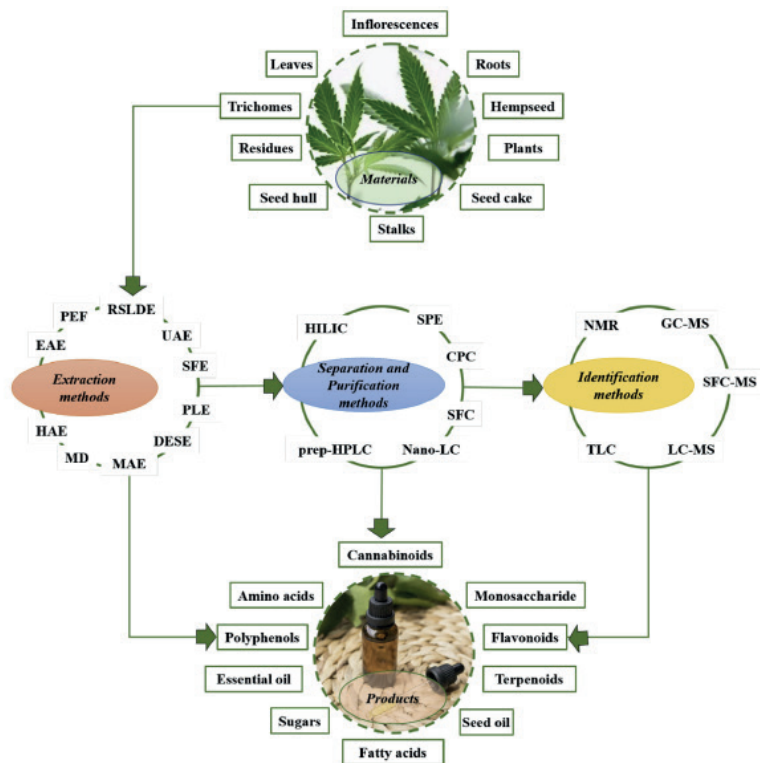 Inflorescences
Leaves
Roots
Trichomes
Hempseed
Residues
Plants
Materials
Seed hull
Seed cake
Stalks
PEF
RSLDE
UAE
EAE
SFE
Extraction
methods
PLE
HAE
DESE
MD
MAE
HILIC
SPE
CPC
Separation and
Purification
methods
SFC
prep-HPLC
Nano-LC
NMR
GC-MS
Identification
methods
SFC-MS
TLC
LC-MS
Cannabinoids
Amino acids
Monosaccharide
Polyphenols
Flavonoids
Essential oil
Terpenoids
Products
Sugars
Seed oil
Fatty acids